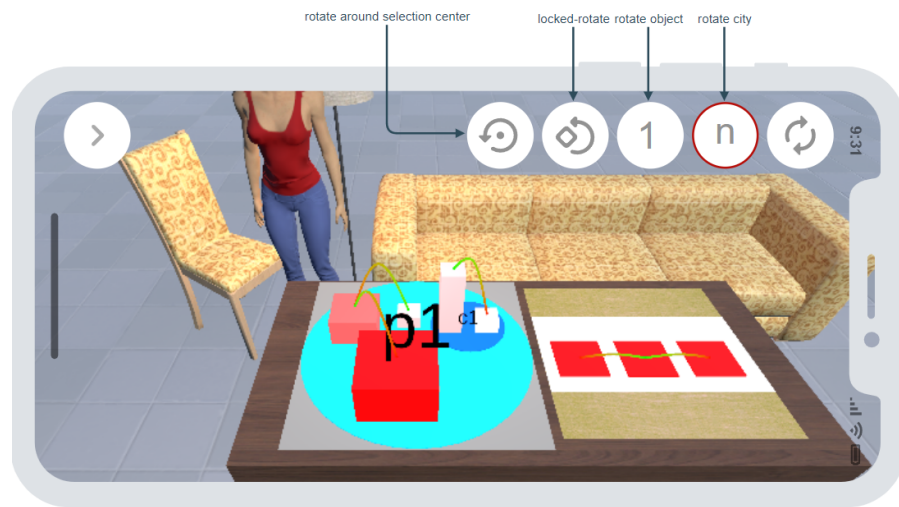 rotate around selection center
locked-rotate
rotate object
rotate city
1
n
9:31
p1
c1